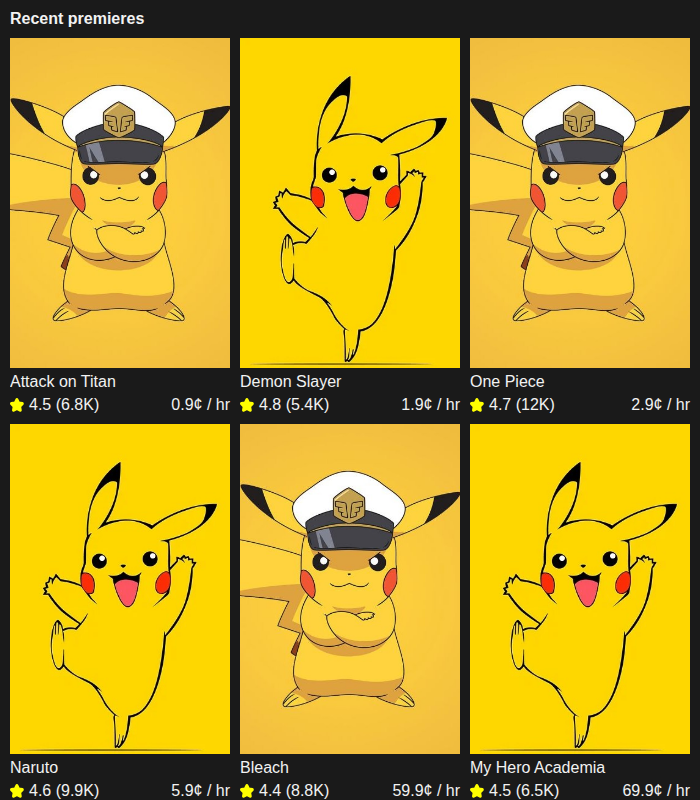 Recent premieres
Attack on Titan
4.5 (6.8K) 0.9¢ / hr
Demon Slayer
4.8 (5.4K) 1.9¢ / hr
One Piece
4.7 (12K) 2.9¢ / hr
Naruto
4.6 (9.9K) 5.9¢ / hr
Bleach
4.4 (8.8K) 59.9¢ / hr
My Hero Academia
4.5 (6.5K) 69.9¢ / hr